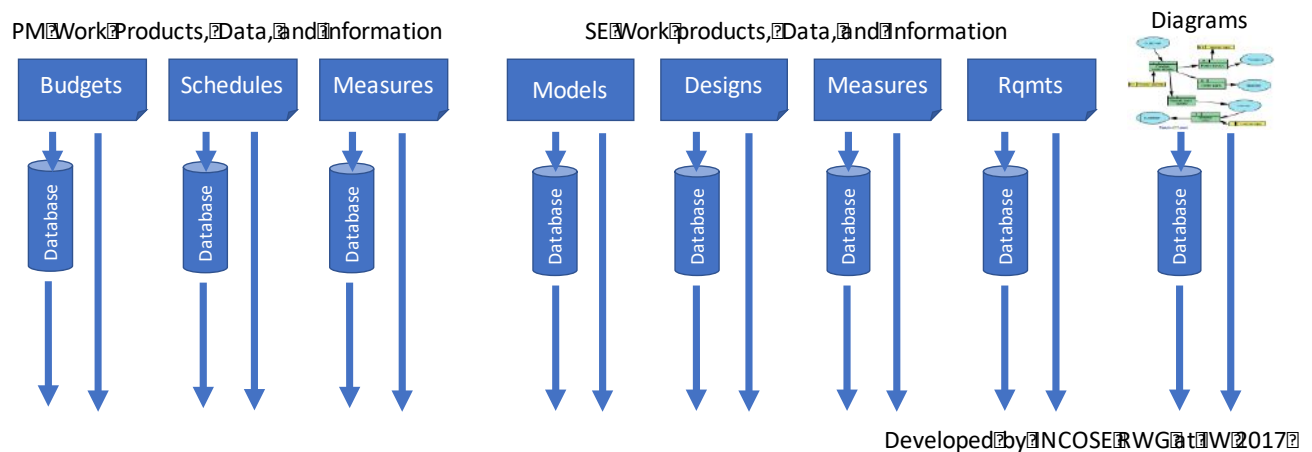 PM Work Products, Data, and Information
SE Work products, Data, and Information
Diagrams
Budgets
Schedules
Measures
Models
Designs
Measures
Rqmts
Database
Database
Database
Database
Database
Database
Database
Database
Developed by INCOSE RWG at IW 2017